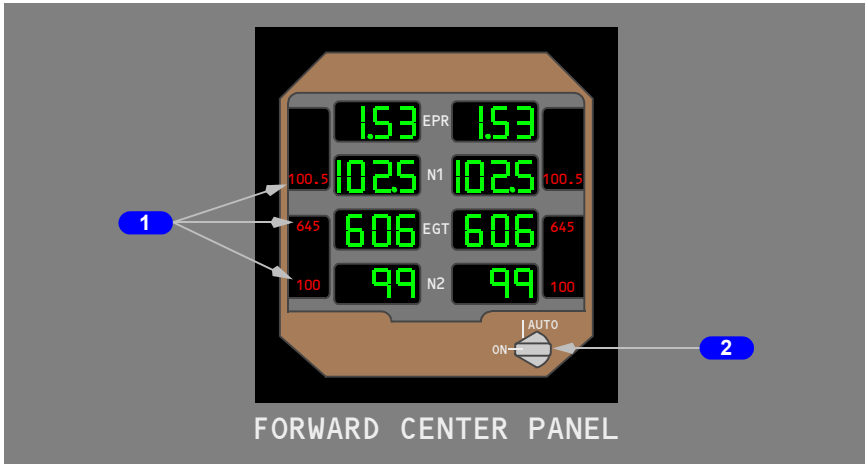 1.53 EPR 1.53
100.5 102.5 N1 102.5 100.5
1
645 606 EGT 606 645
100 99 N2 99 100
AUTO
ON
2
FORWARD CENTER PANEL